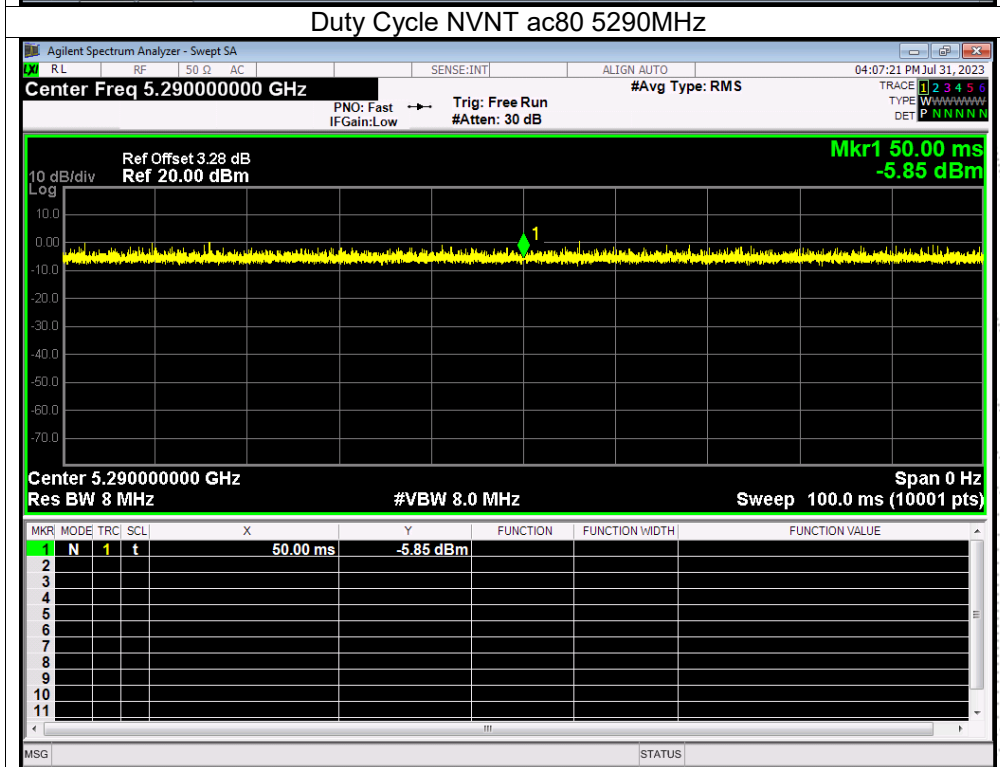 Duty Cycle NVNT ac80 5290MHz
Agilent Spectrum Analyzer - Swept SA
LXI RL RF 50 Ω AC SENSE:INT ALIGN AUTO 04:07:21 PM Jul 31, 2023
Center Freq 5.290000000 GHz #Avg Type: RMS TRACE 1 2 3 4 5 6
PNO: Fast Trig: Free Run TYPE WWWWWW
IFGain:Low #Atten: 30 dB DET P N N N N N
Mkr1 50.00 ms
Ref Offset 3.28 dB
10 dB/div Ref 20.00 dBm -5.85 dBm
Log
10.0
0.00
1
-10.0
-20.0
-30.0
-40.0
-50.0
-60.0
-70.0
Center 5.290000000 GHz Span 0 Hz
Res BW 8 MHz #VBW 8.0 MHz Sweep 100.0 ms (10001 pts)
MKR MODE TRC SCL X Y FUNCTION FUNCTION WIDTH FUNCTION VALUE
1 N 1 t 50.00 ms -5.85 dBm
2
3
4
5
6
7
8
9
10
11
MSG STATUS